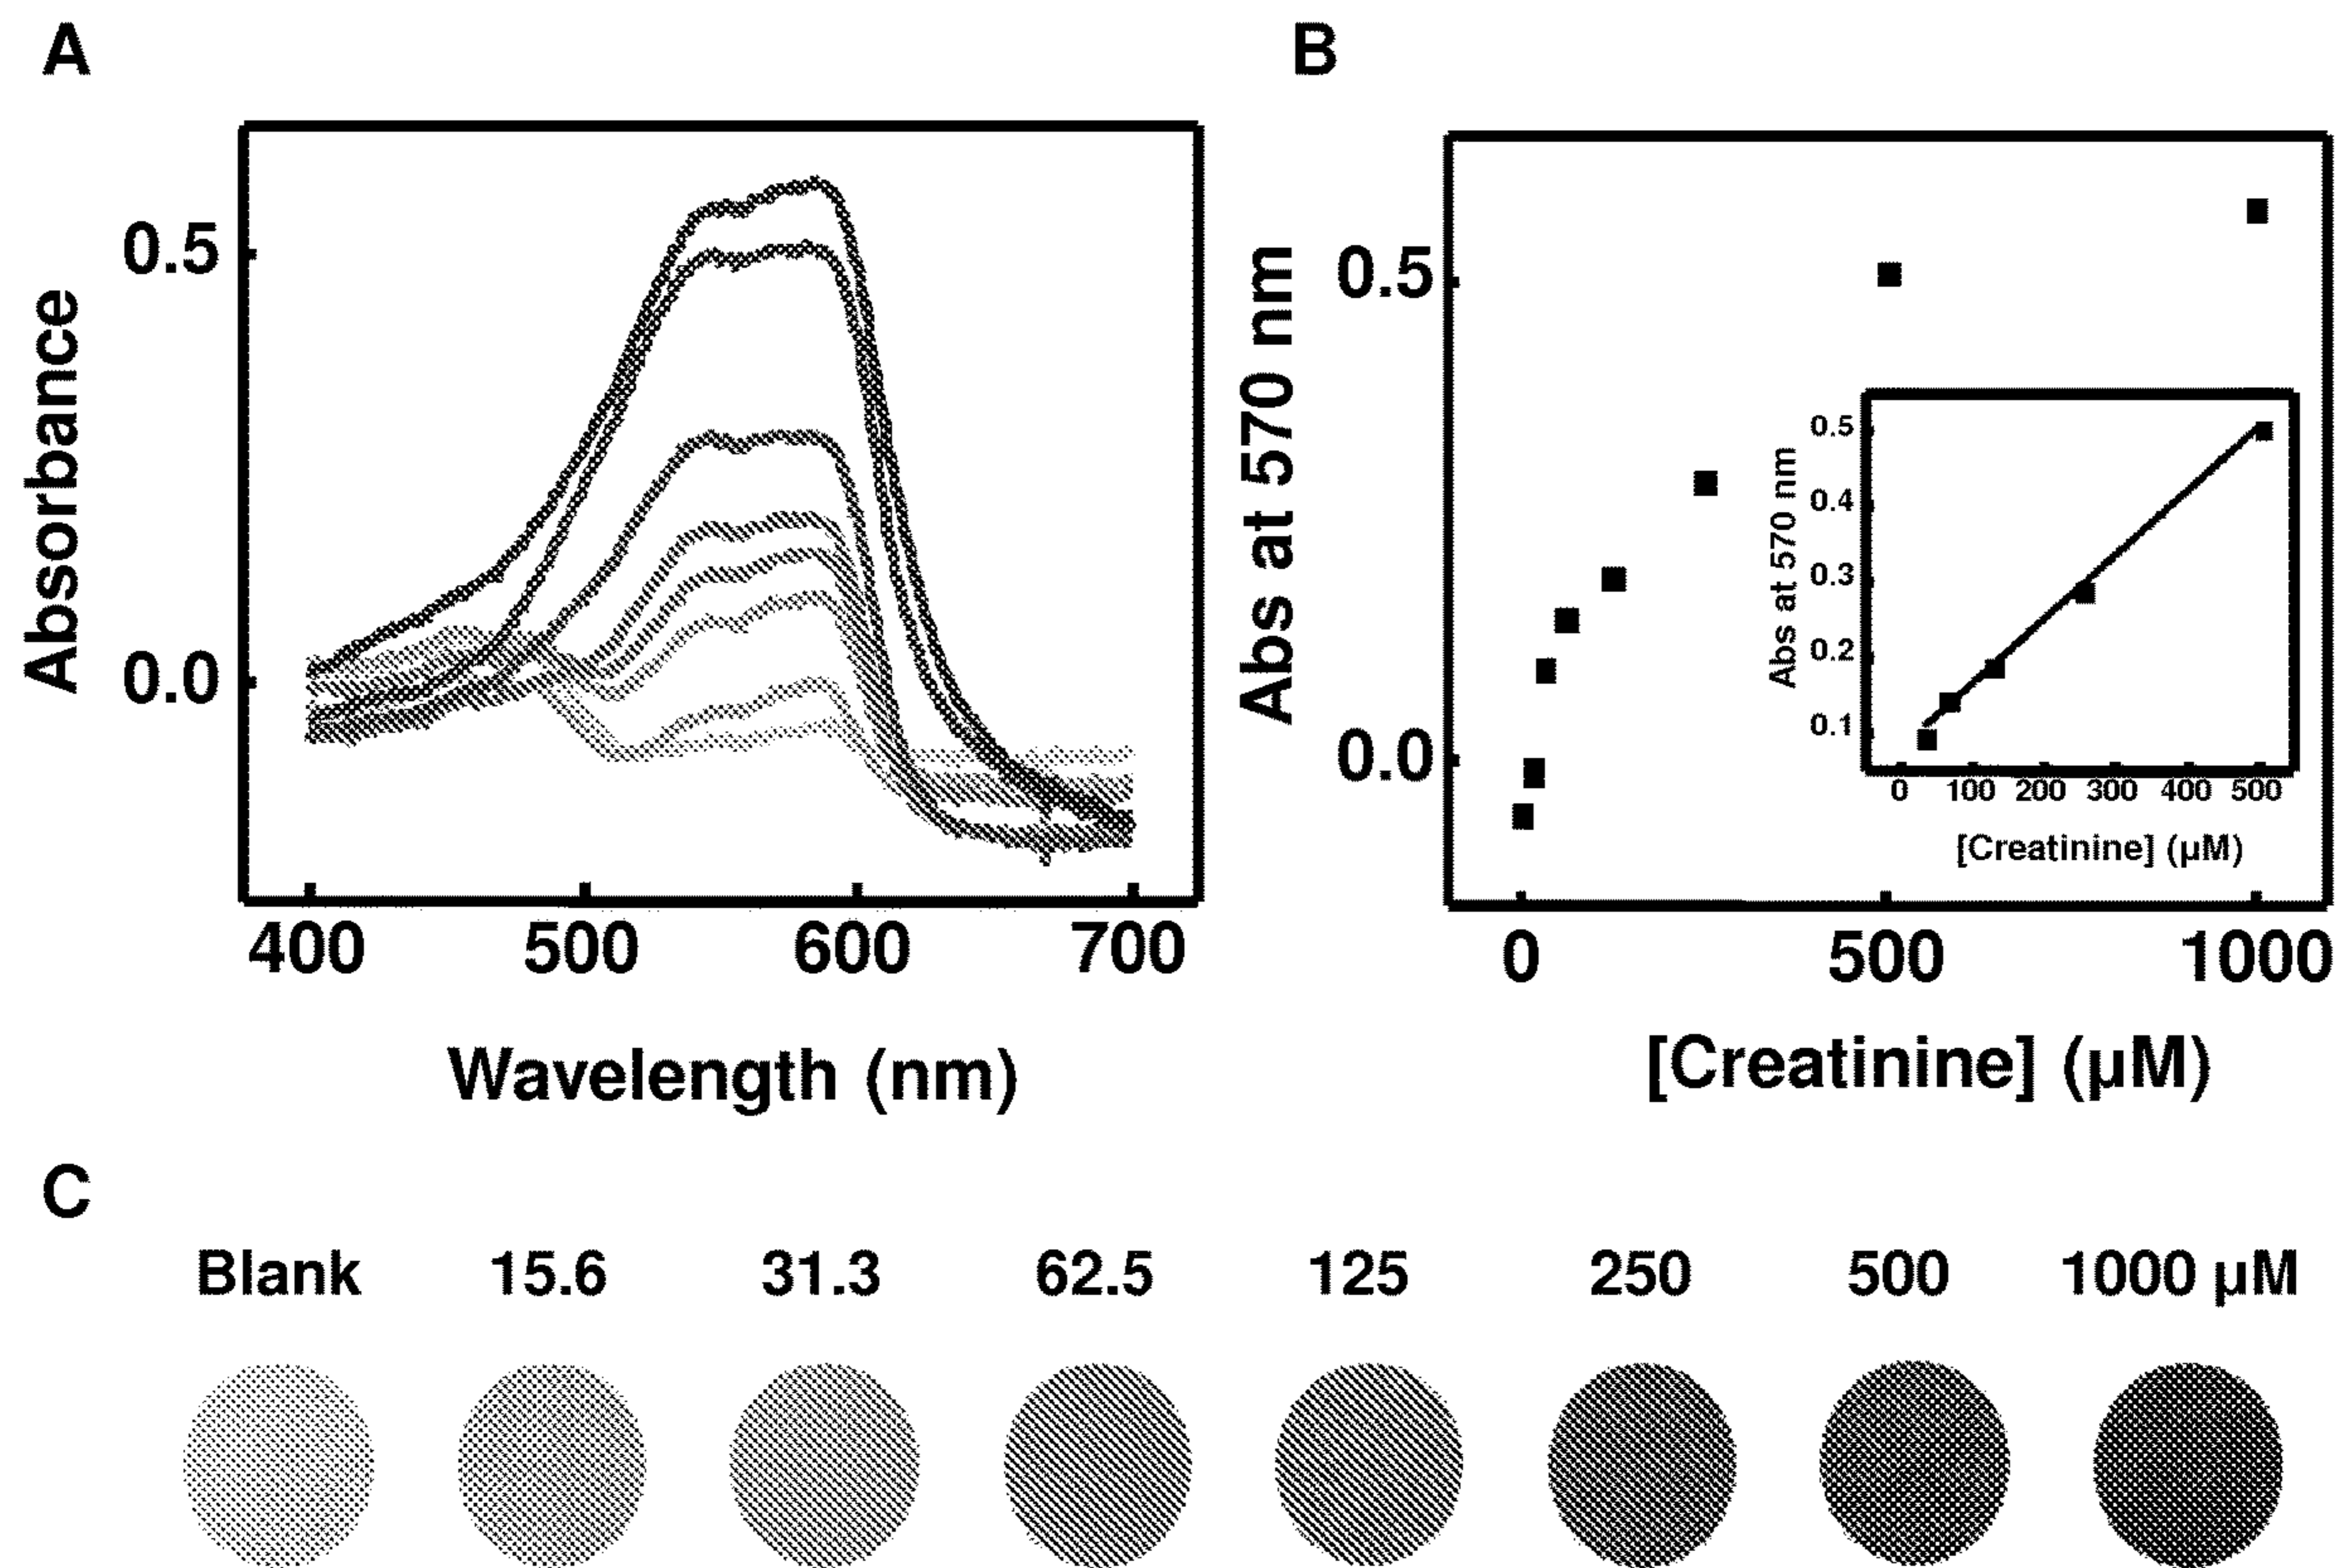 A
0.5
0.0
Absorbance
400 500 600 700
Wavelength (nm)
B
0.5
0.0
Abs at 570 nm
0 500 1000
[Creatinine] (µM)
0.5
0.4
0.3
0.2
0.1
Abs at 570 nm
0 100 200 300 400 500
[Creatinine] (µM)
C
Blank 15.6 31.3 62.5 125 250 500 1000 µM